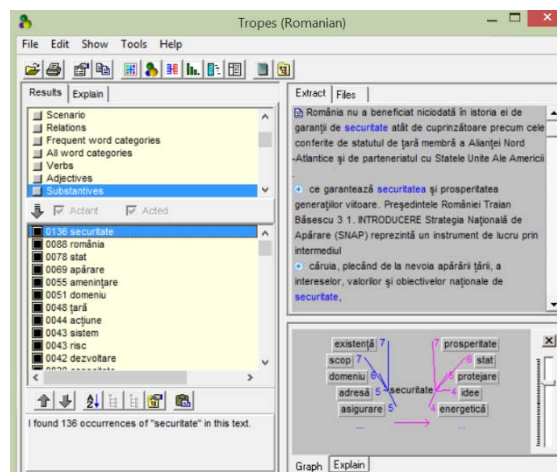 Tropes (Romanian)
File Edit Show Tools Help
Results Explain
Scenario
Relations
Frequent word categories
All word categories
Verbs
Adjectives
Substantives
Actant Acted
0136 securitate
0088 românia
0078 stat
0069 apărare
0055 amenințare
0051 domeniu
0048 țară
0044 acțiune
0043 sistem
0043 risc
0042 dezvoltare
I found 136 occurrences of "securitate" in this text.
Extract Files
România nu a beneficiat niciodată în istoria ei de
garanții de securitate atât de cuprinzătoare precum cele
conferite de statutul de țară membră a Alianței Nord
-Atlantice și de parteneriatul cu Statele Unite Ale Americii
.
ce garantează securitatea și prosperitatea
generațiilor viitoare. Președintele României Traian
Băsescu 3 1. INTRODUCERE Strategia Națională de
Apărare (SNAP) reprezintă un instrument de lucru prin
intermediul
căruia, plecând de la nevoia apărării țării, a
intereselor, valorilor și obiectivelor naționale de
securitate,
existență 7 7 prosperitate
scop 7 6 stat
domeniu 6 5 protejare
adresă 5 securitate 4 idee
asigurare 5 4 energetică
... ...
Graph Explain